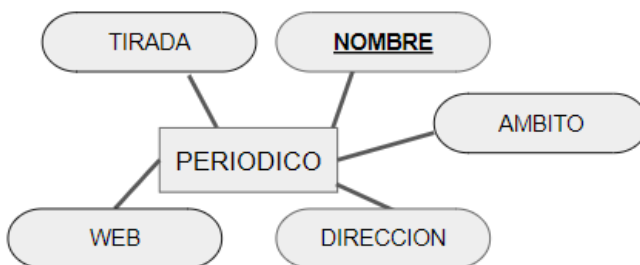 TIRADA
NOMBRE
AMBITO
PERIODICO
WEB
DIRECCION